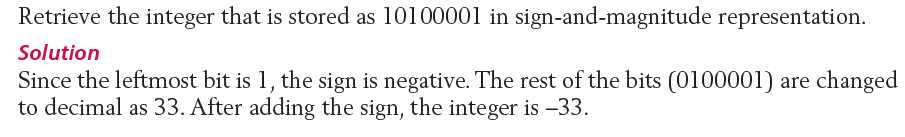 Retrieve the integer that is stored as 10100001 in sign-and-magnitude representation.
Solution
Since the leftmost bit is 1, the sign is negative. The rest of the bits (0100001) are changed
to decimal as 33. After adding the sign, the integer is –33.